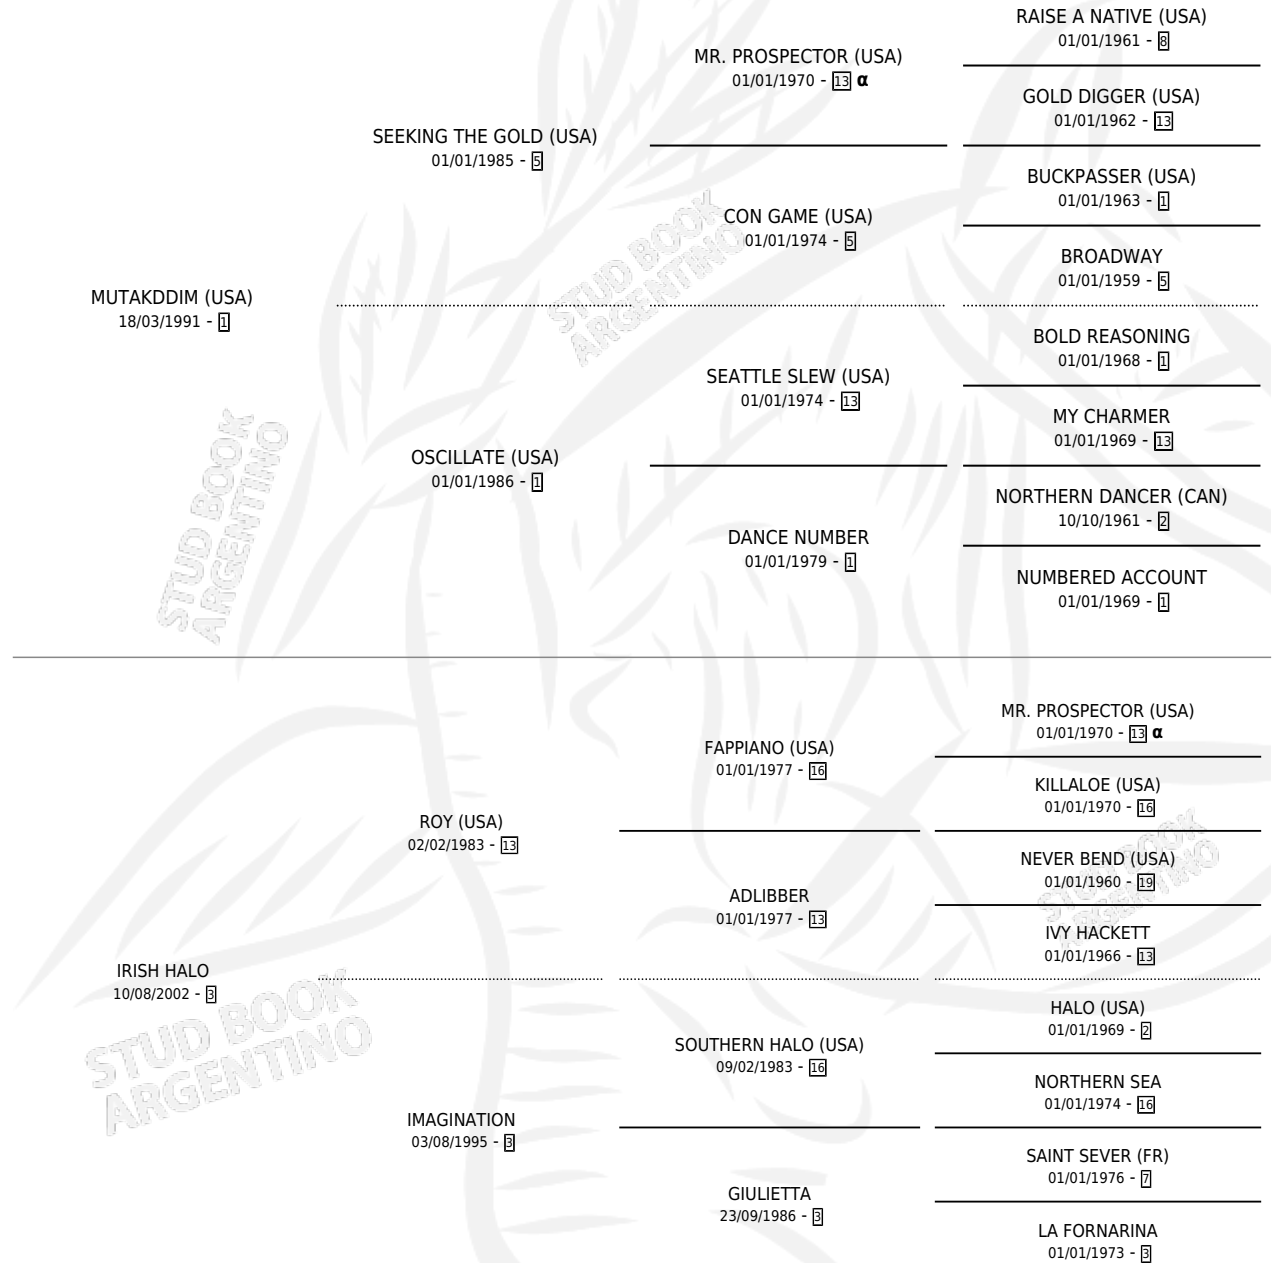 RAISE A NATIVE (USA)
01/01/1961 - 8
MR. PROSPECTOR (USA)
01/01/1970 - 13 α
GOLD DIGGER (USA)
01/01/1962 - 13
SEEKING THE GOLD (USA)
01/01/1985 - 5
BUCKPASSER (USA)
01/01/1963 - 1
CON GAME (USA)
01/01/1974 - 5
BROADWAY
01/01/1959 - 5
MUTAKDDIM (USA)
18/03/1991 - 1
BOLD REASONING
01/01/1968 - 1
SEATTLE SLEW (USA)
01/01/1974 - 13
MY CHARMER
01/01/1969 - 13
OSCILLATE (USA)
01/01/1986 - 1
NORTHERN DANCER (CAN)
10/10/1961 - 2
DANCE NUMBER
01/01/1979 - 1
NUMBERED ACCOUNT
01/01/1969 - 1
STUD BOOK
ARGENTINO
STUD BOOK
ARGENTINO
MR. PROSPECTOR (USA)
01/01/1970 - 13 α
FAPPIANO (USA)
01/01/1977 - 16
KILLALOE (USA)
01/01/1970 - 16
ROY (USA)
02/02/1983 - 13
NEVER BEND (USA)
01/01/1960 - 19
ADLIBBER
01/01/1977 - 13
IVY HACKETT
01/01/1966 - 13
IRISH HALO
10/08/2002 - 3
HALO (USA)
01/01/1969 - 2
SOUTHERN HALO (USA)
09/02/1983 - 16
NORTHERN SEA
01/01/1974 - 16
IMAGINATION
03/08/1995 - 3
SAINT SEVER (FR)
01/01/1976 - 7
GIULIETTA
23/09/1986 - 3
LA FORNARINA
01/01/1973 - 3
STUD BOOK
ARGENTINO
STUD BOOK
ARGENTINO